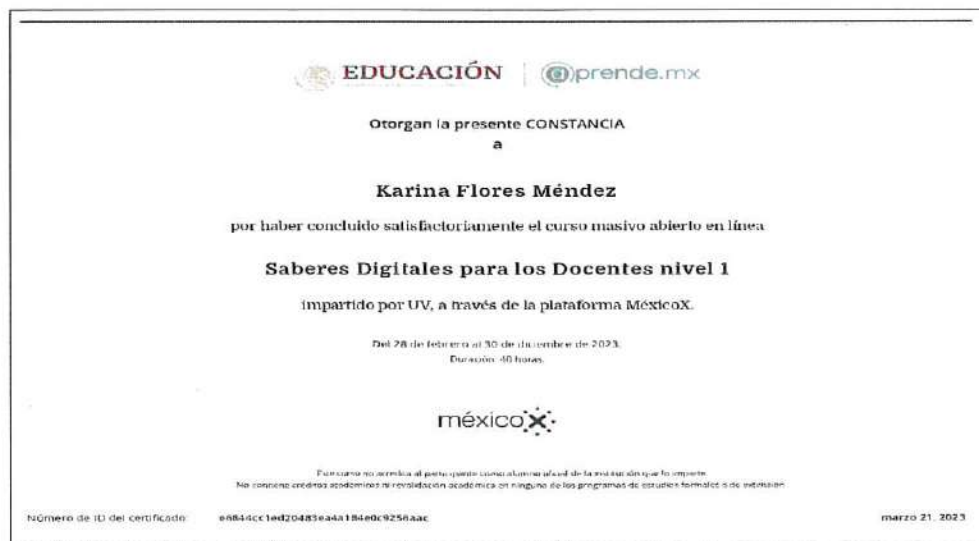 EDUCACIÓN | @prende.mx
Otorgan la presente CONSTANCIA
a
Karina Flores Méndez
por haber concluido satisfactoriamente el curso masivo abierto en línea
Saberes Digitales para los Docentes nivel 1
impartido por UV, a través de la plataforma MéxicoX.
Del 28 de febrero al 30 de diciembre de 2023.
Duración: 40 horas.
méxicoX
Este curso no acredita al participante como alumno oficial de la institución que lo imparte.
No contiene créditos académicos ni revalidación académica en ninguno de los programas de estudios formales o de extensión
Número de ID del certificado: marzo 21, 2023